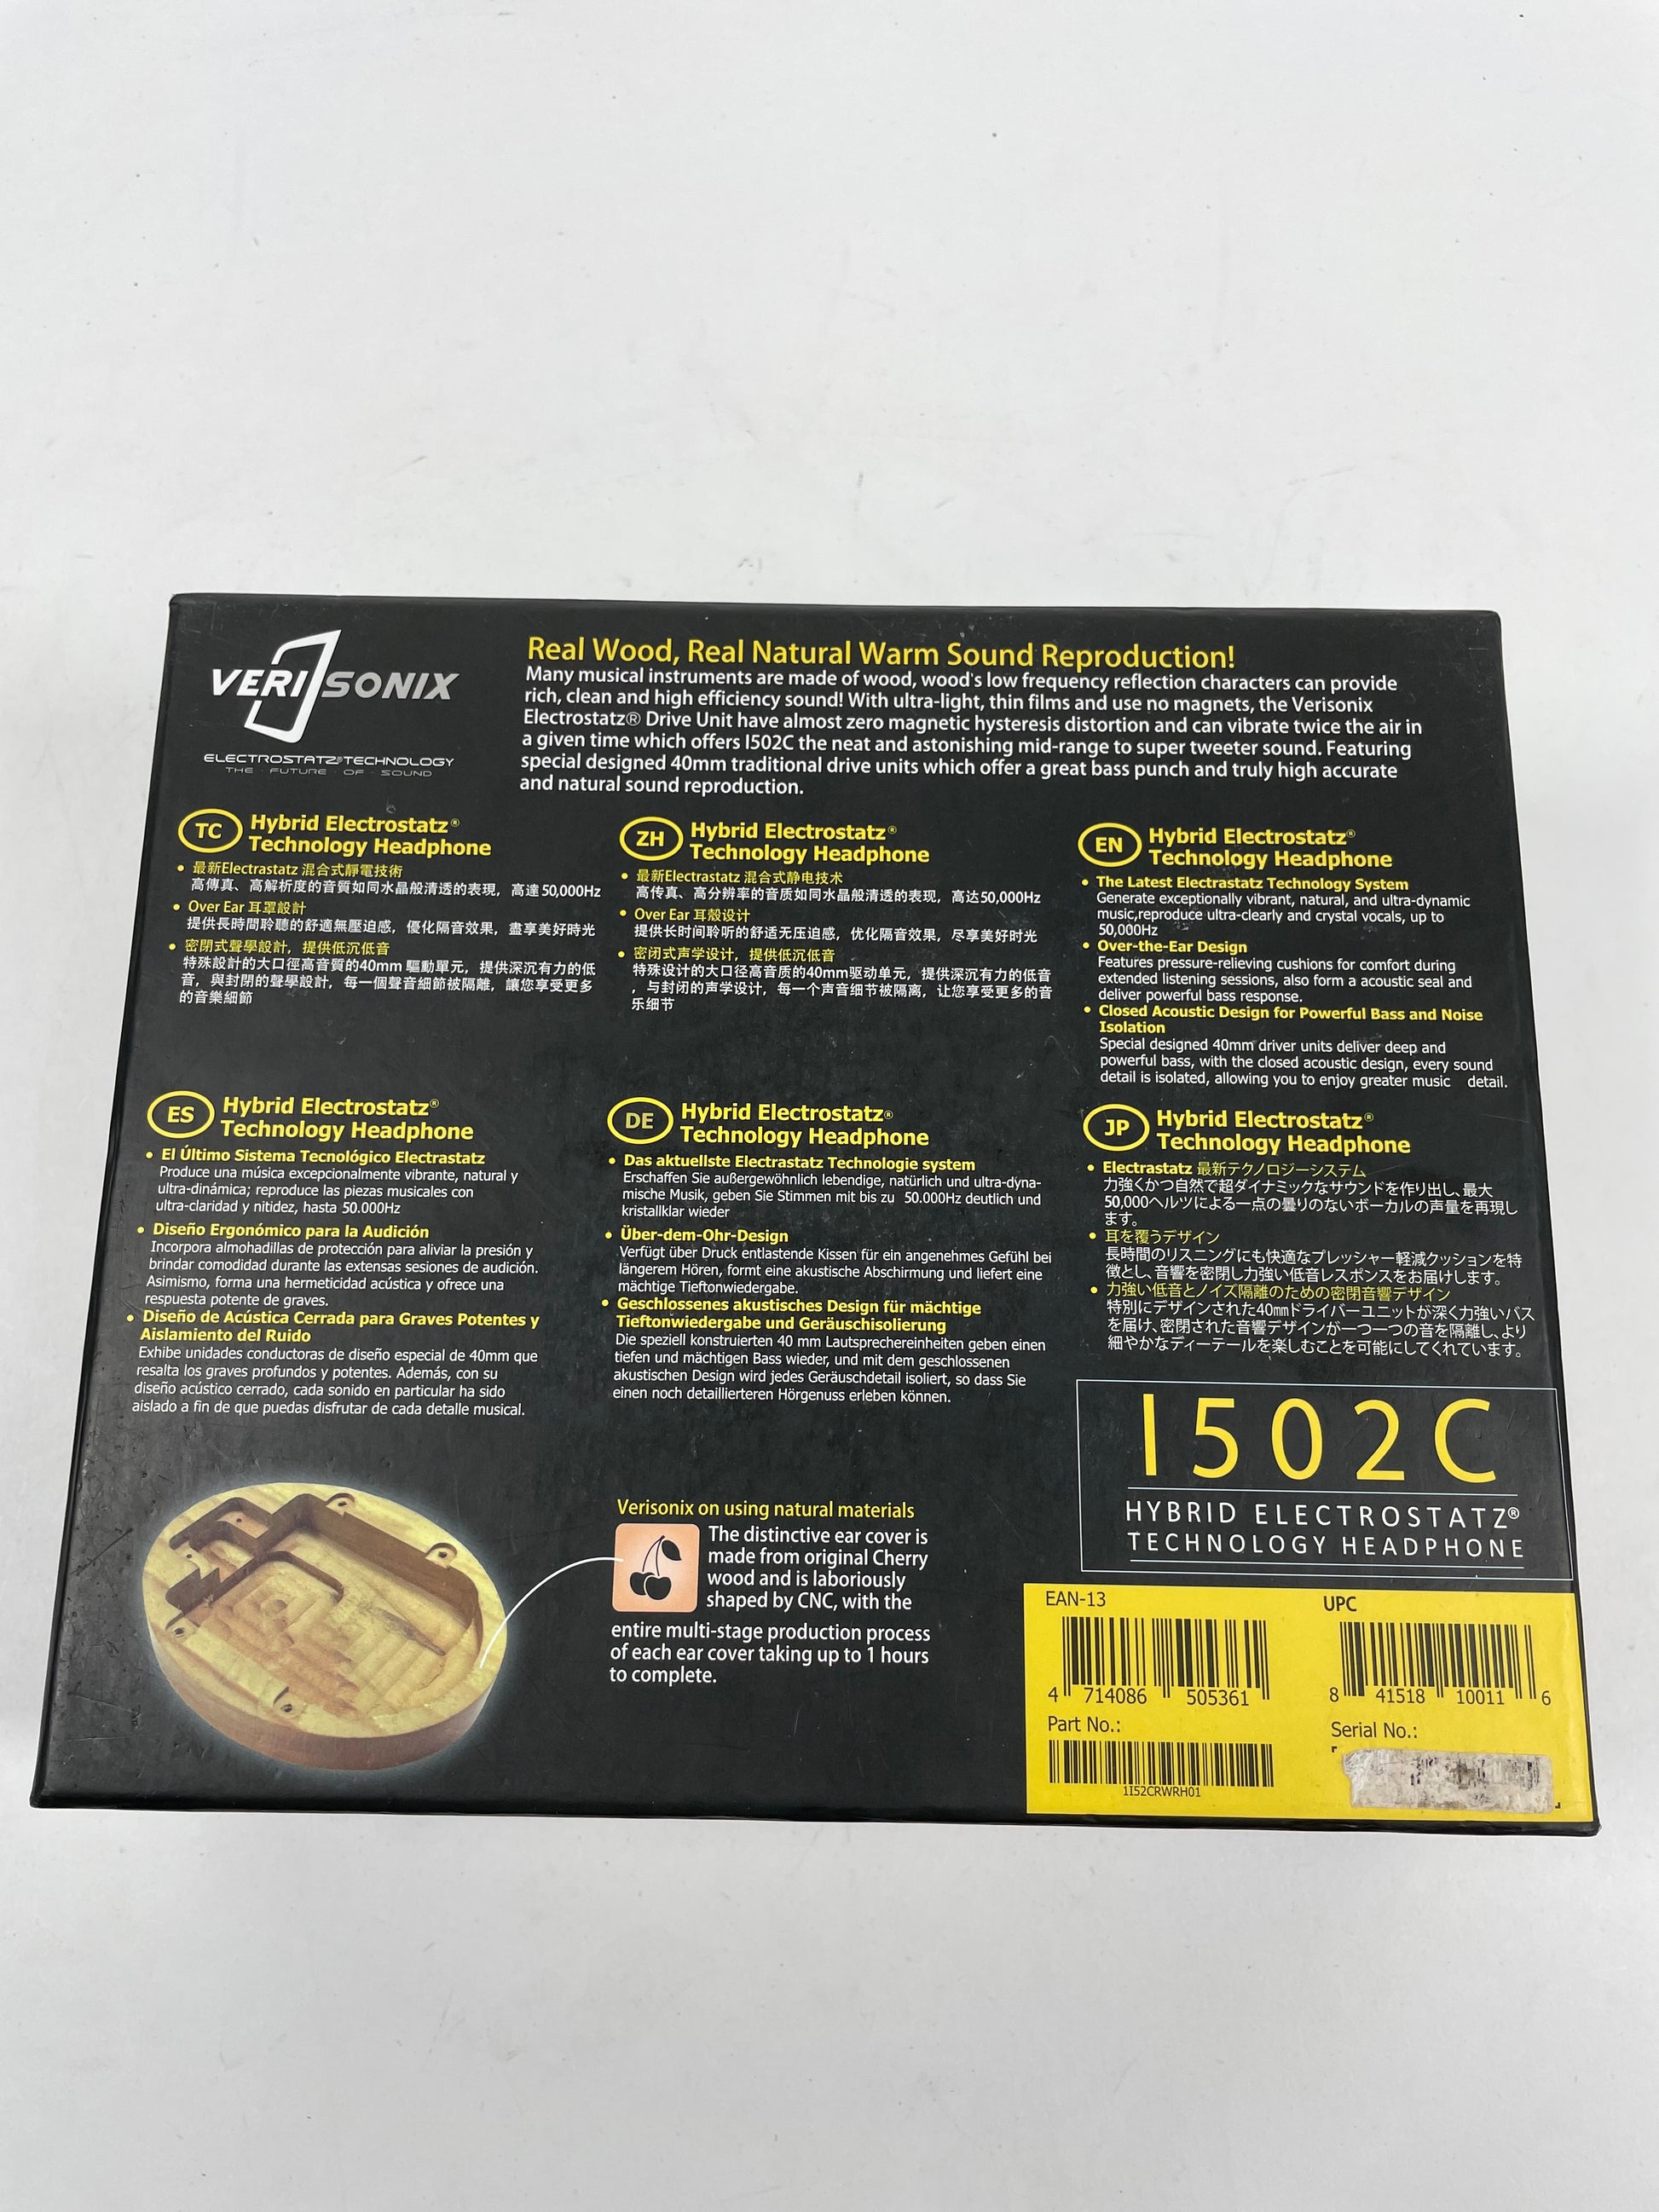 VERISONIX
ELECTROSTATZ® TECHNOLOGY
THE · FUTURE · OF · SOUND
Real Wood, Real Natural Warm Sound Reproduction!
Many musical instruments are made of wood, wood's low frequency reflection characters can provide
rich, clean and high efficiency sound! With ultra-light, thin films and use no magnets, the Verisonix
Electrostatz® Drive Unit have almost zero magnetic hysteresis distortion and can vibrate twice the air in
a given time which offers I502C the neat and astonishing mid-range to super tweeter sound. Featuring
special designed 40mm traditional drive units which offer a great bass punch and truly high accurate
and natural sound reproduction.
TC
Hybrid Electrostatz®
Technology Headphone
• 最新Electrastatz 混合式靜電技術
高傳真、高解析度的音質如同水晶般清透的表現，高達50,000Hz
• Over Ear 耳罩設計
提供長時間聆聽的舒適無壓迫感，優化隔音效果，盡享美好時光
• 密閉式聲學設計，提供低沉低音
特殊設計的大口徑高音質的40mm 驅動單元，提供深沉有力的低
音，與封閉的聲學設計，每一個聲音細節被隔離，讓您享受更多
的音樂細節
ZH
Hybrid Electrostatz®
Technology Headphone
• 最新Electrastatz 混合式静电技术
高传真、高分辨率的音质如同水晶般清透的表现，高达50,000Hz
• Over Ear 耳殻设计
提供长时间聆听的舒适无压迫感，优化隔音效果，尽享美好时光
• 密闭式声学设计，提供低沉低音
特殊设计的大口径高音质的40mm驱动单元，提供深沉有力的低音
，与封闭的声学设计，每一个声音细节被隔离，让您享受更多的音
乐细节
EN
Hybrid Electrostatz®
Technology Headphone
• The Latest Electrastatz Technology System
Generate exceptionally vibrant, natural, and ultra-dynamic
music,reproduce ultra-clearly and crystal vocals, up to
50,000Hz
• Over-the-Ear Design
Features pressure-relieving cushions for comfort during
extended listening sessions, also form a acoustic seal and
deliver powerful bass response.
• Closed Acoustic Design for Powerful Bass and Noise
Isolation
Special designed 40mm driver units deliver deep and
powerful bass, with the closed acoustic design, every sound
detail is isolated, allowing you to enjoy greater music detail.
ES
Hybrid Electrostatz®
Technology Headphone
• El Último Sistema Tecnológico Electrastatz
Produce una música excepcionalmente vibrante, natural y
ultra-dinámica; reproduce las piezas musicales con
ultra-claridad y nitidez, hasta 50.000Hz
• Diseño Ergonómico para la Audición
Incorpora almohadillas de protección para aliviar la presión y
brindar comodidad durante las extensas sesiones de audición.
Asimismo, forma una hermeticidad acústica y ofrece una
respuesta potente de graves.
• Diseño de Acústica Cerrada para Graves Potentes y
Aislamiento del Ruido
Exhibe unidades conductoras de diseño especial de 40mm que
resalta los graves profundos y potentes. Además, con su
diseño acústico cerrado, cada sonido en particular ha sido
aislado a fin de que puedas disfrutar de cada detalle musical.
DE
Hybrid Electrostatz®
Technology Headphone
• Das aktuellste Electrastatz Technologie system
Erschaffen Sie außergewöhnlich lebendige, natürlich und ultra-dyna-
mische Musik, geben Sie Stimmen mit bis zu 50.000Hz deutlich und
kristallklar wieder
• Über-dem-Ohr-Design
Verfügt über Druck entlastende Kissen für ein angenehmes Gefühl bei
längerem Hören, formt eine akustische Abschirmung und liefert eine
mächtige Tieftonwiedergabe.
• Geschlossenes akustisches Design für mächtige
Tieftonwiedergabe und Geräuschisolierung
Die speziell konstruierten 40 mm Lautsprechereinheiten geben einen
tiefen und mächtigen Bass wieder, und mit dem geschlossenen
akustischen Design wird jedes Geräuschdetail isoliert, so dass Sie
einen noch detaillierteren Hörgenuss erleben können.
JP
Hybrid Electrostatz®
Technology Headphone
• Electrastatz 最新テクノロジーシステム
力強くかつ自然で超ダイナミックなサウンドを作り出し、最大
50,000ヘルツによる一点の曇りのないボーカルの声量を再現し
ます。
• 耳を覆うデザイン
長時間のリスニングにも快適なプレッシャー軽減クッションを特
徴とし、音響を密閉し力強い低音レスポンスをお届けします。
• 力強い低音とノイズ隔離のための密閉音響デザイン
特別にデザインされた40㎜ドライバーユニットが深く力強いバス
を届け、密閉された音響デザインが一つ一つの音を隔離し、より
細やかなディーテールを楽しむことを可能にしてくれています。
I502C
HYBRID ELECTROSTATZ®
TECHNOLOGY HEADPHONE
Verisonix on using natural materials
The distinctive ear cover is
made from original Cherry
wood and is laboriously
shaped by CNC, with the
entire multi-stage production process
of each ear cover taking up to 1 hours
to complete.
EAN-13
4 714086 505361
UPC
8 41518 10011 6
Part No.:
1I52CRWRH01
Serial No.: